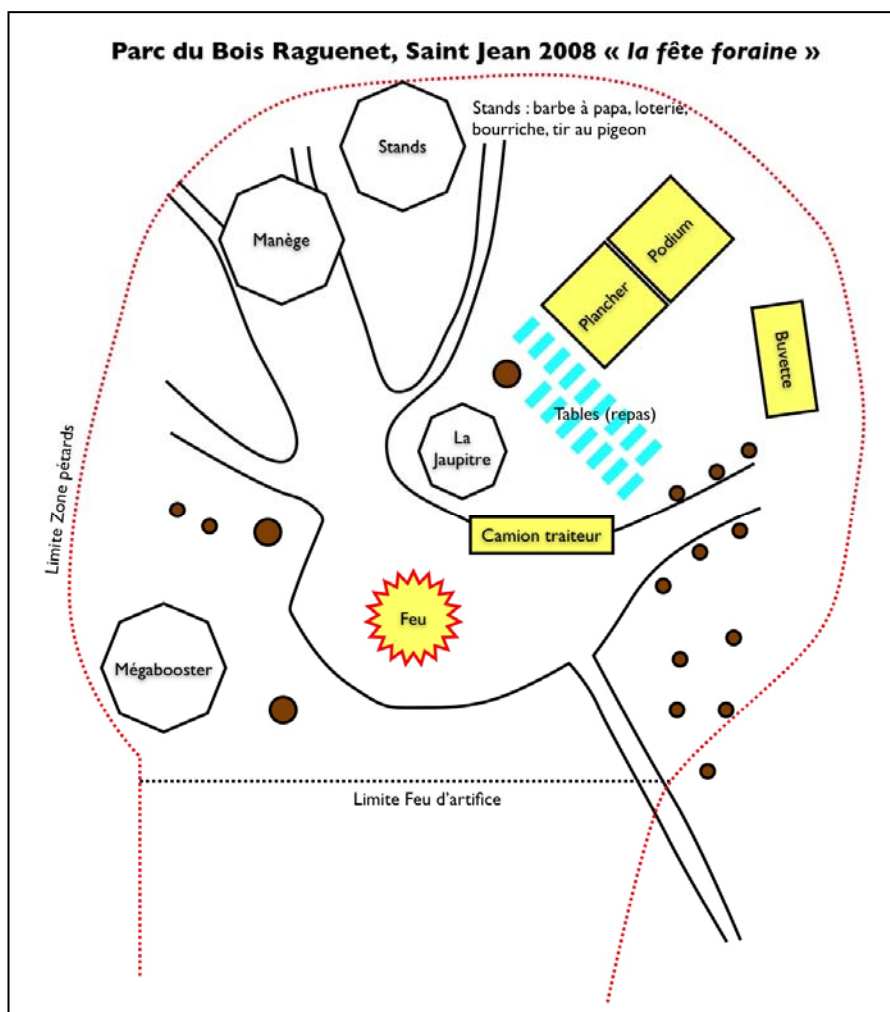 Parc du Bois Raguenet, Saint Jean 2008 « la fête foraine »
Stands : barbe à papa, loterie,
bourriche, tir au pigeon
Stands
Manège
Podium
Plancher
Buvette
Tables (repas)
La
Jaupitre
Camion traiteur
Limite Zone pétards
Feu
Mégabooster
Limite Feu d'artifice